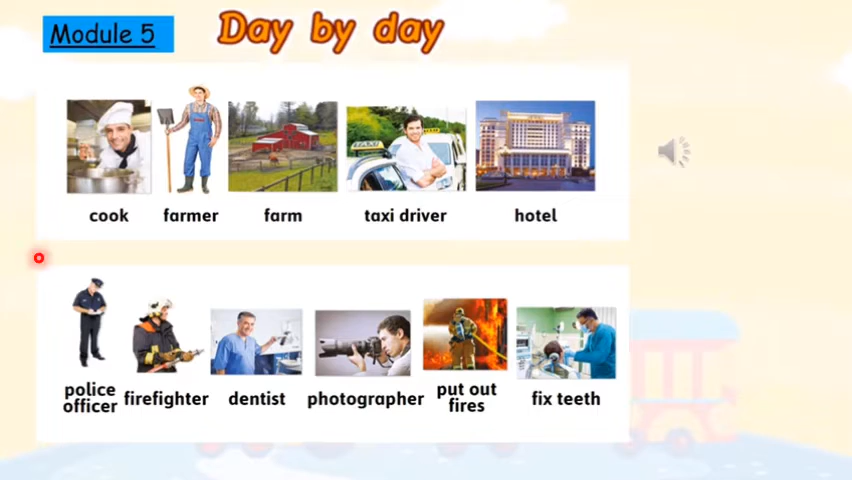 Module 5
Day by day
cook
farmer
farm
taxi driver
hotel
police
officer
firefighter
dentist
photographer
put out
fires
fix teeth